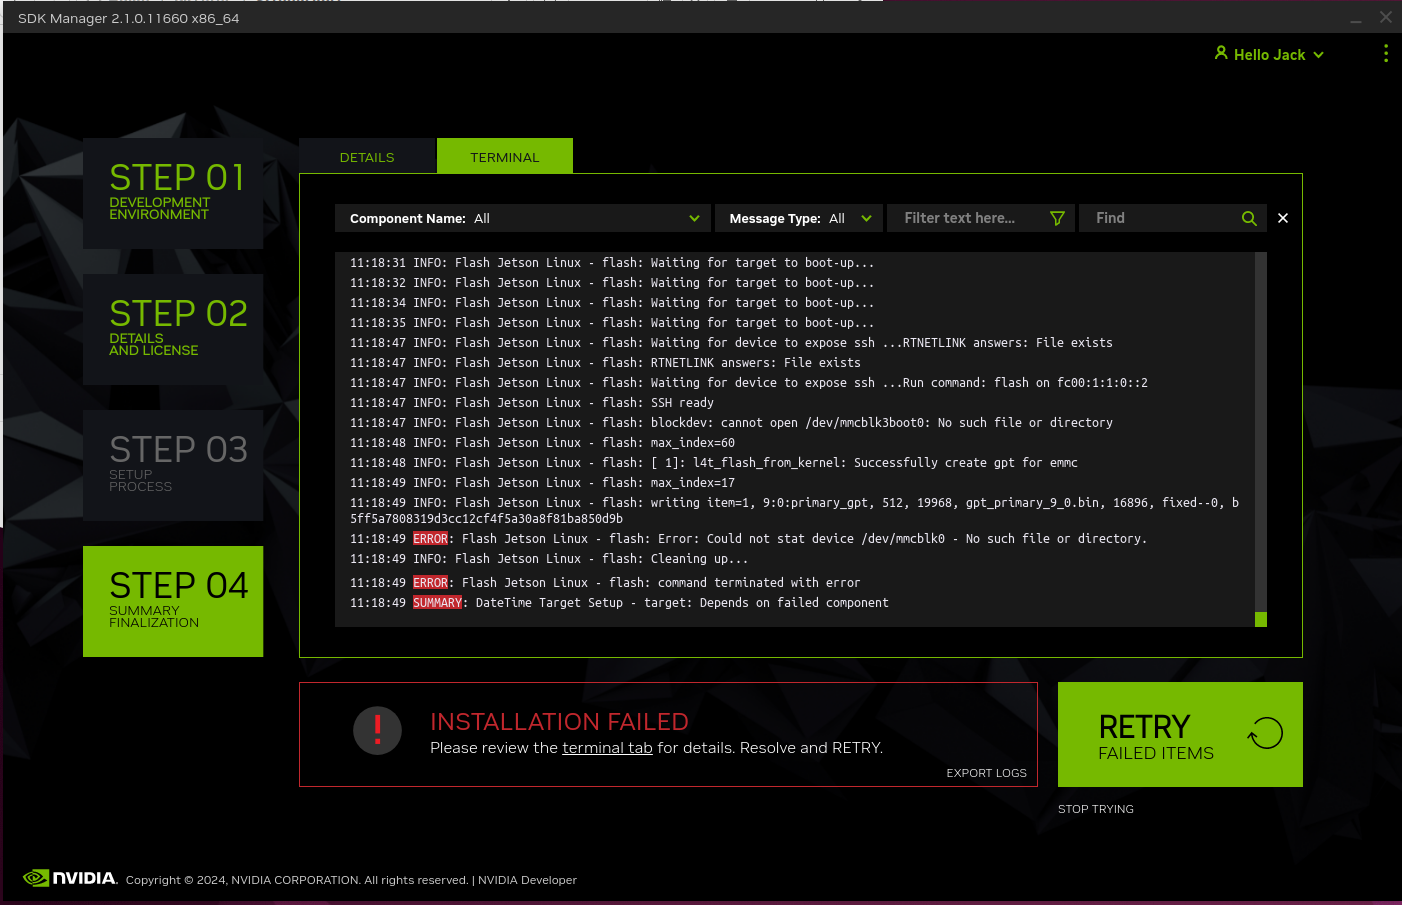 SDK Manager 2.1.0.11660 x86_64
Hello Jack
STEP 01
DEVELOPMENT
ENVIRONMENT
STEP 02
DETAILS
AND LICENSE
STEP 03
SETUP
PROCESS
STEP 04
SUMMARY
FINALIZATION
DETAILS
TERMINAL
Component Name: All
Message Type: All
Filter text here...
Find
11:18:31 INFO: Flash Jetson Linux - flash: Waiting for target to boot-up...
11:18:32 INFO: Flash Jetson Linux - flash: Waiting for target to boot-up...
11:18:34 INFO: Flash Jetson Linux - flash: Waiting for target to boot-up...
11:18:35 INFO: Flash Jetson Linux - flash: Waiting for target to boot-up...
11:18:47 INFO: Flash Jetson Linux - flash: Waiting for device to expose ssh ...RTNETLINK answers: File exists
11:18:47 INFO: Flash Jetson Linux - flash: RTNETLINK answers: File exists
11:18:47 INFO: Flash Jetson Linux - flash: Waiting for device to expose ssh ...Run command: flash on fc00:1:1:0::2
11:18:47 INFO: Flash Jetson Linux - flash: SSH ready
11:18:47 INFO: Flash Jetson Linux - flash: blockdev: cannot open /dev/mmcblk3boot0: No such file or directory
11:18:48 INFO: Flash Jetson Linux - flash: max_index=60
11:18:48 INFO: Flash Jetson Linux - flash: [ 1]: l4t_flash_from_kernel: Successfully create gpt for emmc
11:18:49 INFO: Flash Jetson Linux - flash: max_index=17
11:18:49 INFO: Flash Jetson Linux - flash: writing item=1, 9:0:primary_gpt, 512, 19968, gpt_primary_9_0.bin, 16896, fixed-<reserved>-0, b
5ff5a7808319d3cc12cf4f5a30a8f81ba850d9b
11:18:49 ERROR: Flash Jetson Linux - flash: Error: Could not stat device /dev/mmcblk0 - No such file or directory.
11:18:49 INFO: Flash Jetson Linux - flash: Cleaning up...
11:18:49 ERROR: Flash Jetson Linux - flash: command terminated with error
11:18:49 SUMMARY: DateTime Target Setup - target: Depends on failed component
INSTALLATION FAILED
Please review the terminal tab for details. Resolve and RETRY.
EXPORT LOGS
RETRY
FAILED ITEMS
STOP TRYING
NVIDIA. Copyright © 2024, NVIDIA CORPORATION. All rights reserved. | NVIDIA Developer